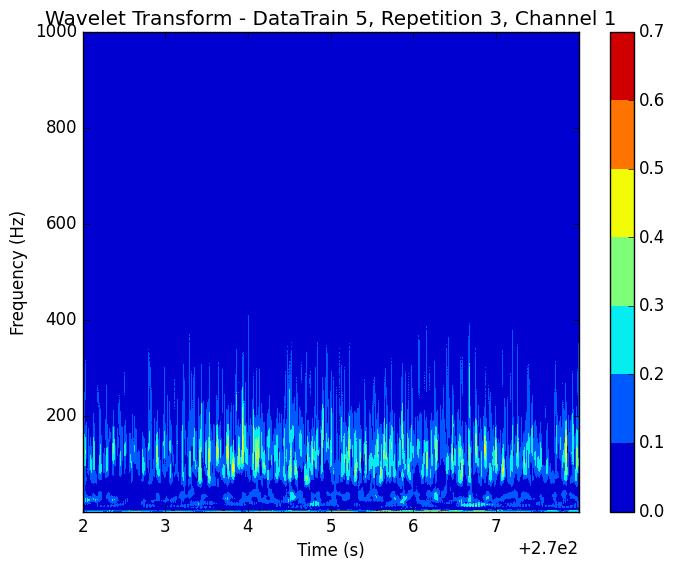 Wavelet Transform - DataTrain 5, Repetition 3, Channel 1
1000
800
600
400
200
Frequency (Hz)
2 3 4 5 6 7
+2.7e2
Time (s)
0.7
0.6
0.5
0.4
0.3
0.2
0.1
0.0